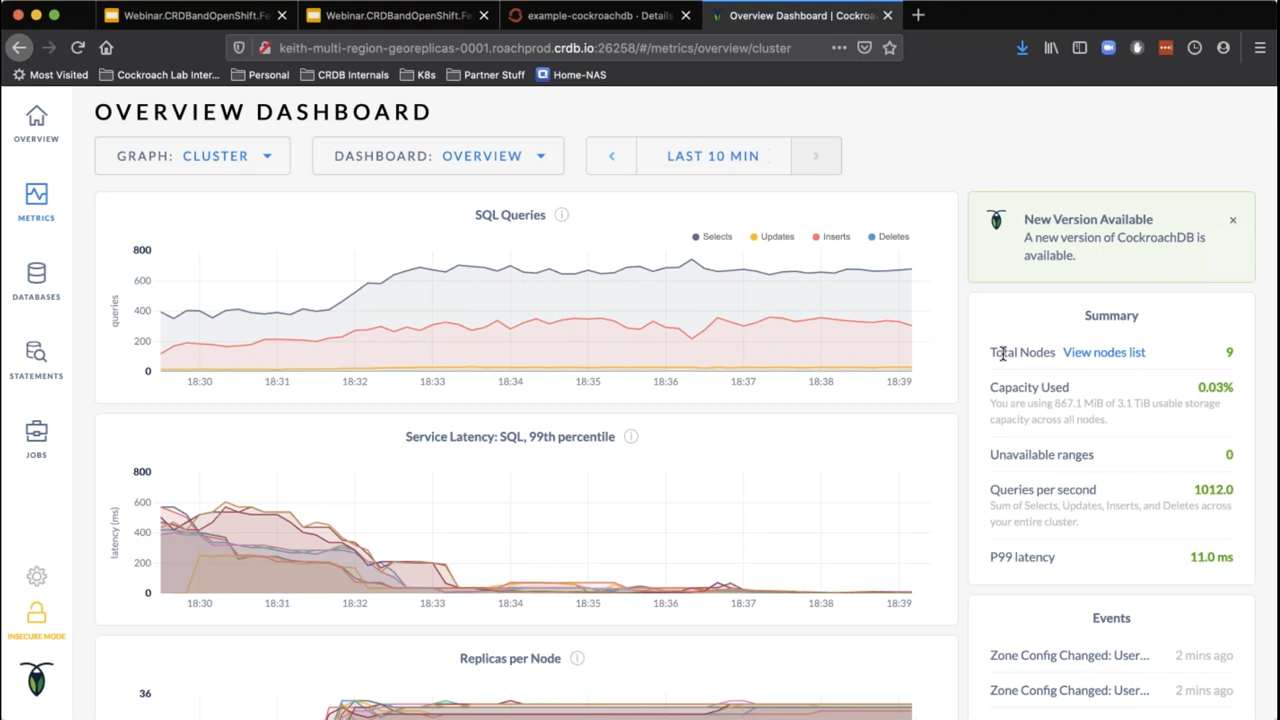 Webinar.CRDBandOpenShift.Fe
Webinar.CRDBandOpenShift.Fe
example-cockroachdb - Details
Overview Dashboard | Cockroa
keith-multi-region-georeplicas-0001.roachprod.crdb.io:26258/#/metrics/overview/cluster
Most Visited
Cockroach Lab Inter...
Personal
CRDB Internals
K8s
Partner Stuff
Home-NAS
OVERVIEW
METRICS
DATABASES
STATEMENTS
JOBS
INSECURE MODE
OVERVIEW DASHBOARD
GRAPH: CLUSTER
DASHBOARD: OVERVIEW
LAST 10 MIN
SQL Queries
Selects Updates Inserts Deletes
queries
800
600
400
200
0
18:30 18:31 18:32 18:33 18:34 18:35 18:36 18:37 18:38 18:39
Service Latency: SQL, 99th percentile
latency (ms)
800
600
400
200
0
18:30 18:31 18:32 18:33 18:34 18:35 18:36 18:37 18:38 18:39
Replicas per Node
36
New Version Available
A new version of CockroachDB is
available.
Summary
Total Nodes View nodes list 9
Capacity Used 0.03%
You are using 867.1 MiB of 3.1 TiB usable storage
capacity across all nodes.
Unavailable ranges 0
Queries per second 1012.0
Sum of Selects, Updates, Inserts, and Deletes across
your entire cluster.
P99 latency 11.0 ms
Events
Zone Config Changed: User... 2 mins ago
Zone Config Changed: User... 2 mins ago